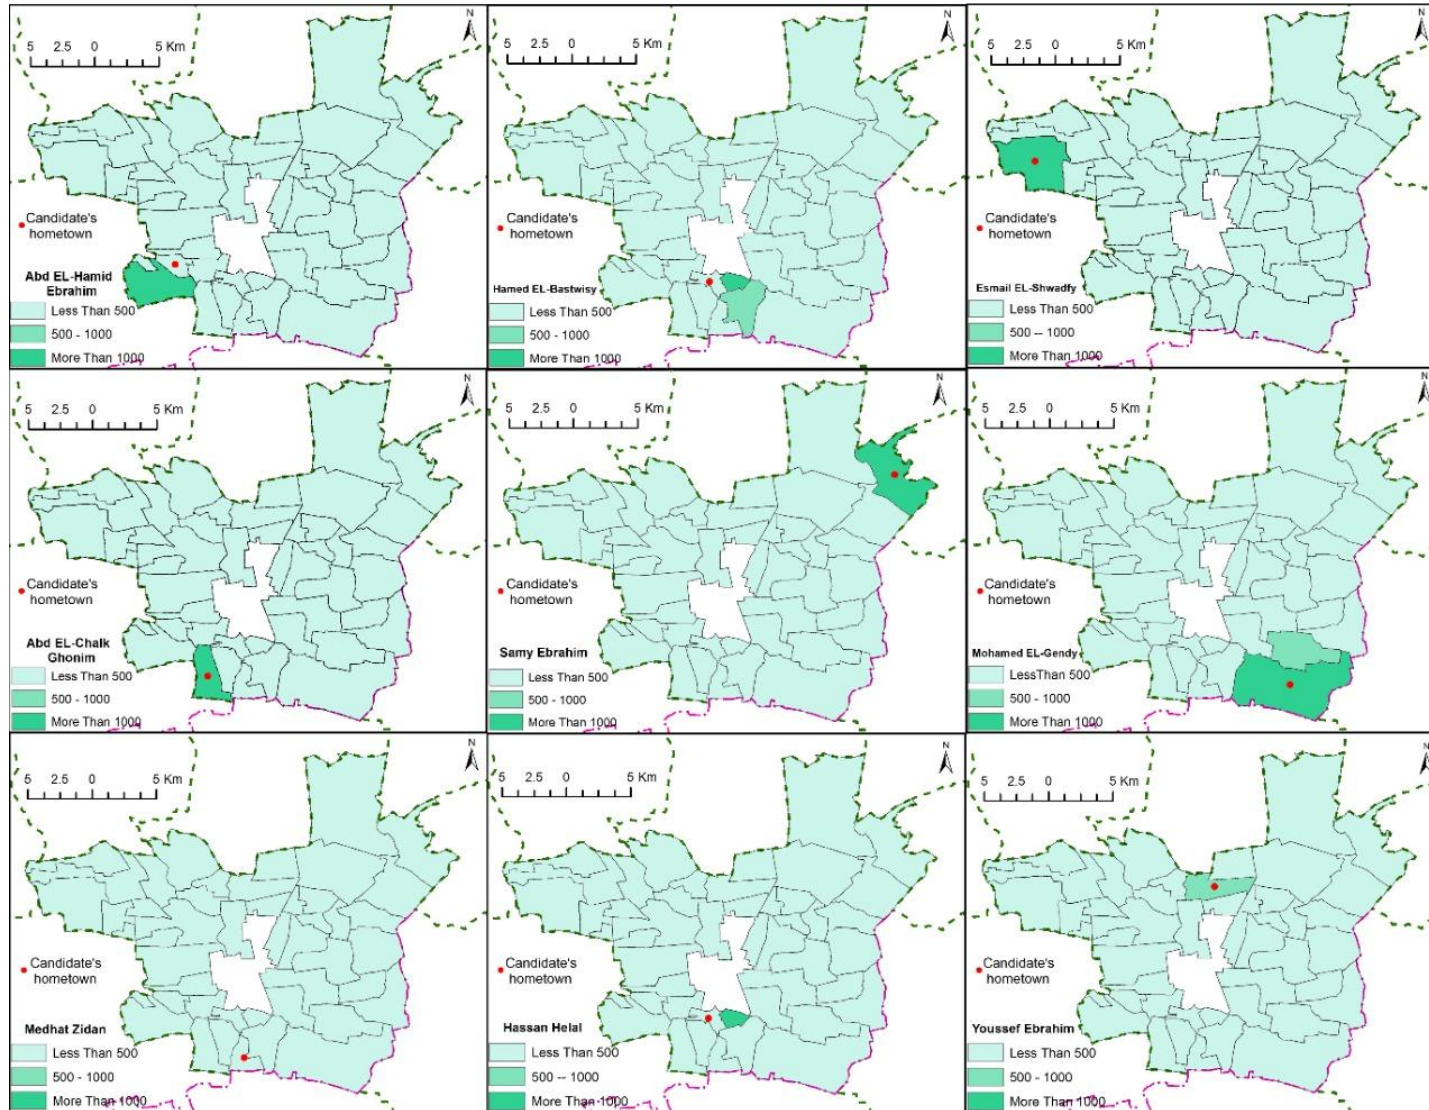 N
5 2.5 0 5 Km
Candidate's
hometown
Abd EL-Hamid
Ebrahim
Less Than 500
500 - 1000
More Than 1000
N
5 2.5 0 5 Km
Candidate's
hometown
Hamed EL-Bastwisy
Less Than 500
500 - 1000
More Than 1000
N
5 2.5 0 5 Km
Candidate's
hometown
Esmail EL-Shwadfy
Less Than 500
500 -- 1000
More Than 1000
N
5 2.5 0 5 Km
Candidate's
hometown
Abd EL-Chalk
Ghonim
Less Than 500
500 - 1000
More Than 1000
N
5 2.5 0 5 Km
Candidate's
hometown
Samy Ebrahim
Less Than 500
500 - 1000
More Than 1000
N
5 2.5 0 5 Km
Candidate's
hometown
Mohamed EL-Gendy
LessThan 500
500 - 1000
More Than 1000
N
5 2.5 0 5 Km
Candidate's
hometown
Medhat Zidan
Less Than 500
500 - 1000
More Than 1000
N
5 2.5 0 5 Km
Candidate's
hometown
Hassan Helal
Less Than 500
500 -- 1000
More Than 1000
N
5 2.5 0 5 Km
Candidate's
hometown
Youssef Ebrahim
Less Than 500
500 - 1000
More Than 1000